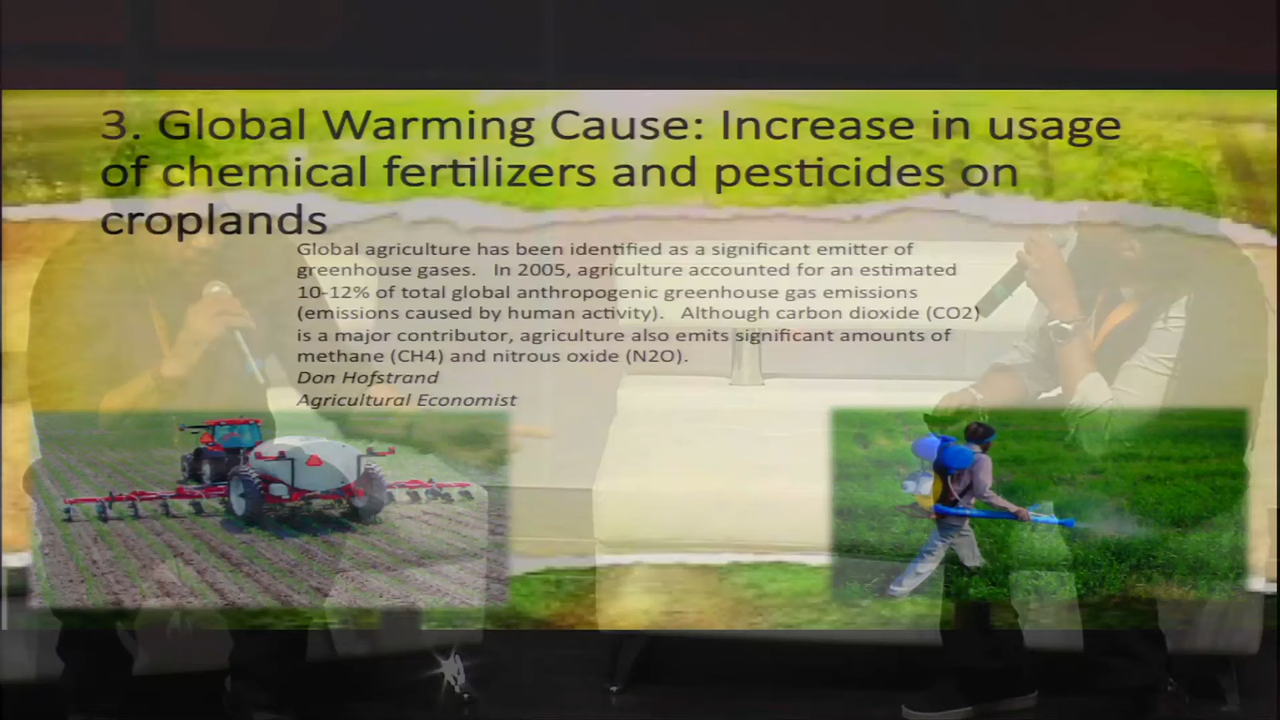 3. Global Warming Cause: Increase in usage
of chemical fertilizers and pesticides on
croplands
Global agriculture has been identified as a significant emitter of
greenhouse gases. In 2005, agriculture accounted for an estimated
10-12% of total global anthropogenic greenhouse gas emissions
(emissions caused by human activity). Although carbon dioxide (CO2)
is a major contributor, agriculture also emits significant amounts of
methane (CH4) and nitrous oxide (N2O).
Don Hofstrand
Agricultural Economist